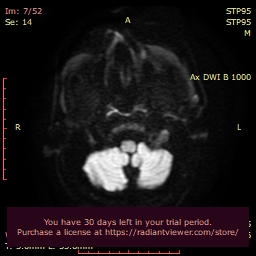 Im: 7/52
STP95
Se: 14
STP95
M
A
Ax DWI B 1000
R
L
You have 30 days left in your trial period.
Purchase a license at https://radiantviewer.com/store/